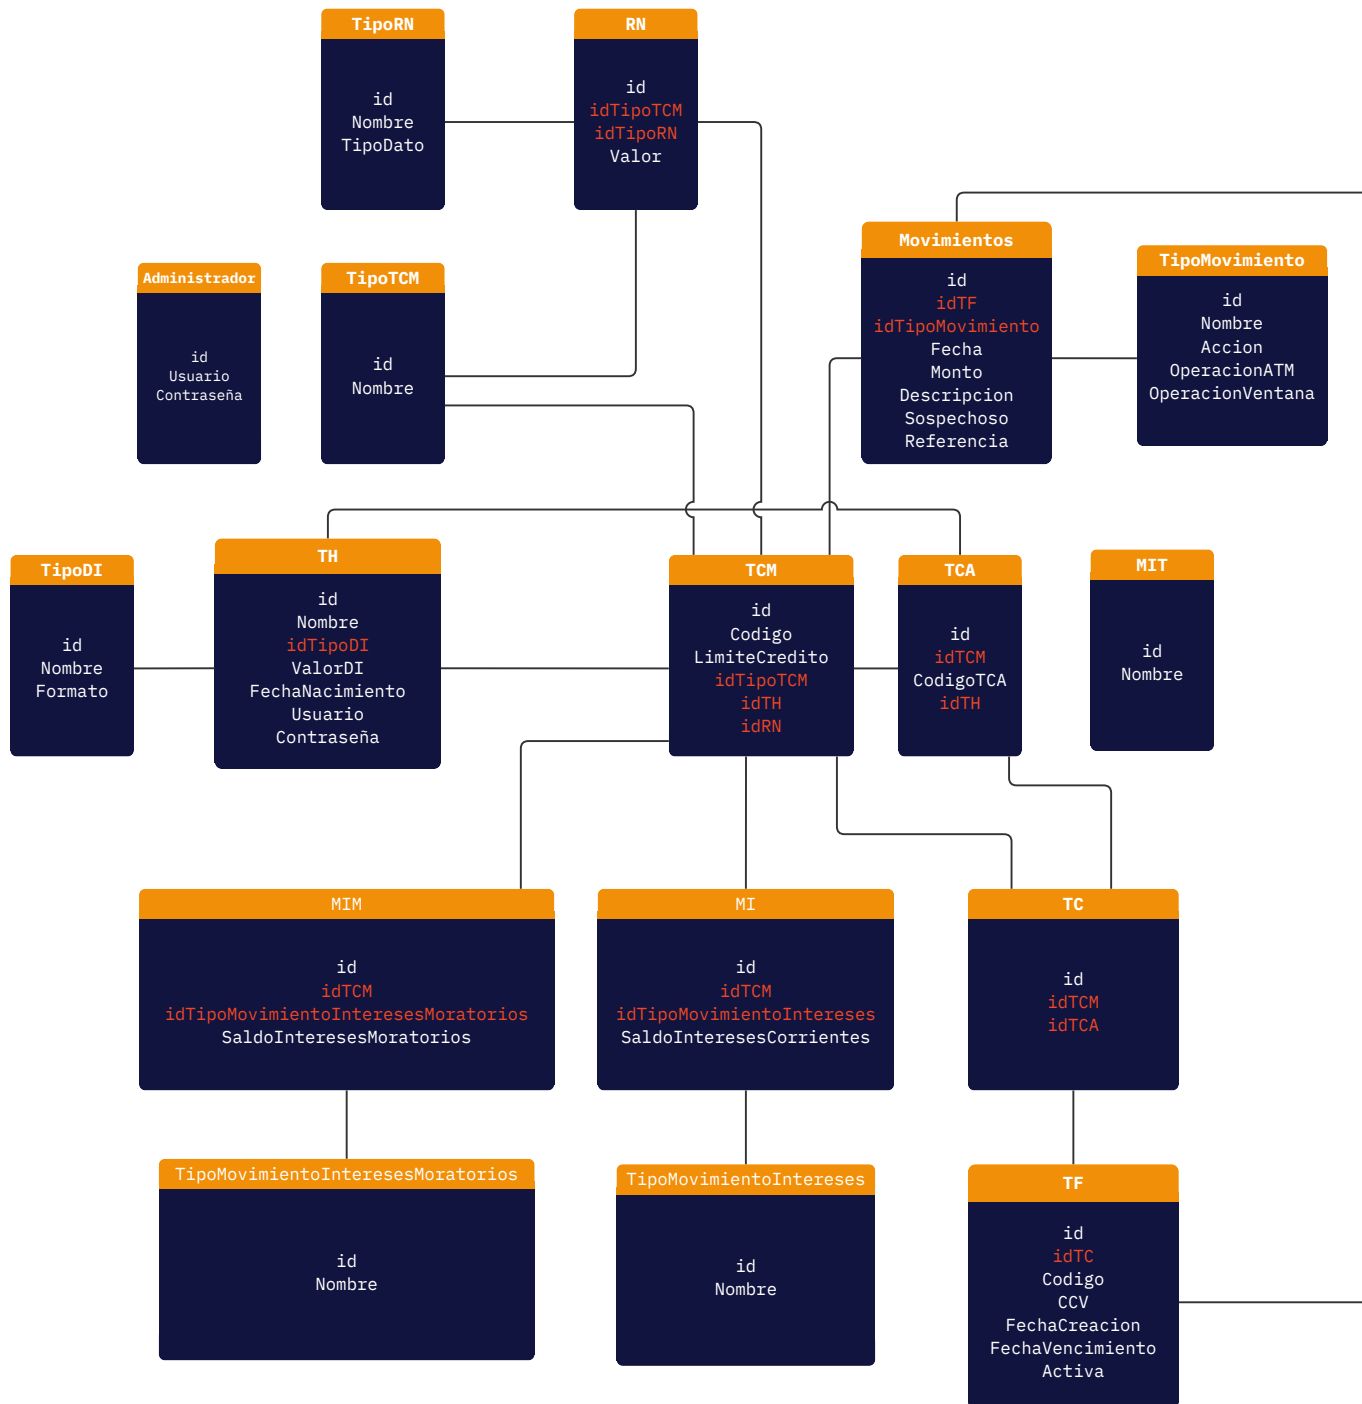 TipoRN
id
Nombre
TipoDato
RN
id
idTipoTCM
idTipoRN
Valor
Movimientos
id
idTF
idTipoMovimiento
Fecha
Monto
Descripcion
Sospechoso
Referencia
TipoMovimiento
id
Nombre
Accion
OperacionATM
OperacionVentana
Administrador
id
Usuario
Contraseña
TipoTCM
id
Nombre
TipoDI
id
Nombre
Formato
TH
id
Nombre
idTipoDI
ValorDI
FechaNacimiento
Usuario
Contraseña
TCM
id
Codigo
LimiteCredito
idTipoTCM
idTH
idRN
TCA
id
idTCM
CodigoTCA
idTH
MIT
id
Nombre
MIM
id
idTCM
idTipoMovimientoInteresesMoratorios
SaldoInteresesMoratorios
MI
id
idTCM
idTipoMovimientoIntereses
SaldoInteresesCorrientes
TC
id
idTCM
idTCA
TipoMovimientoInteresesMoratorios
id
Nombre
TipoMovimientoIntereses
id
Nombre
TF
id
idTC
Codigo
CCV
FechaCreacion
FechaVencimiento
Activa